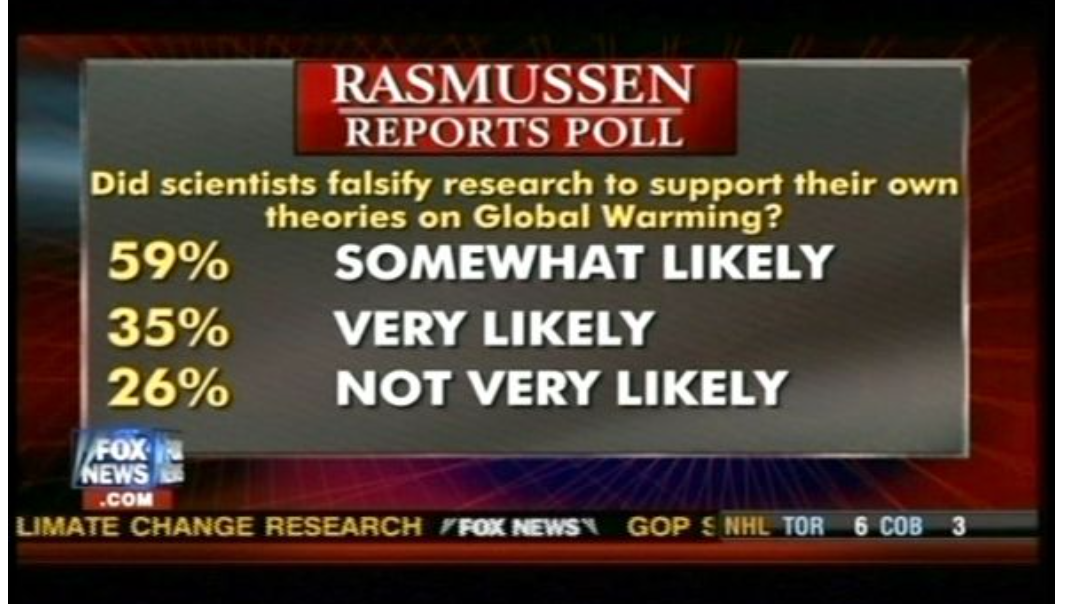 RASMUSSEN
REPORTS POLL
Did scientists falsify research to support their own
theories on Global Warming?
59% SOMEWHAT LIKELY
35% VERY LIKELY
26% NOT VERY LIKELY
FOX
NEWS
.COM
LIMATE CHANGE RESEARCH FOX NEWS GOP S NHL TOR 6 COB 3